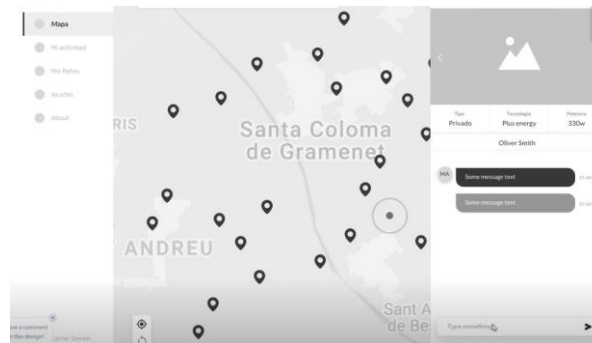 Mapa
Mi actividad
Mis Retos
Ajustes
About
Cerrar Sesión
RIS
Santa Coloma
de Gramenet
ANDREU
Sant A
de Be
Tipo
Privado
Tecnología
Plus energy
Potencia
330w
Oliver Smith
MA
Some message text
Some message text
Type something